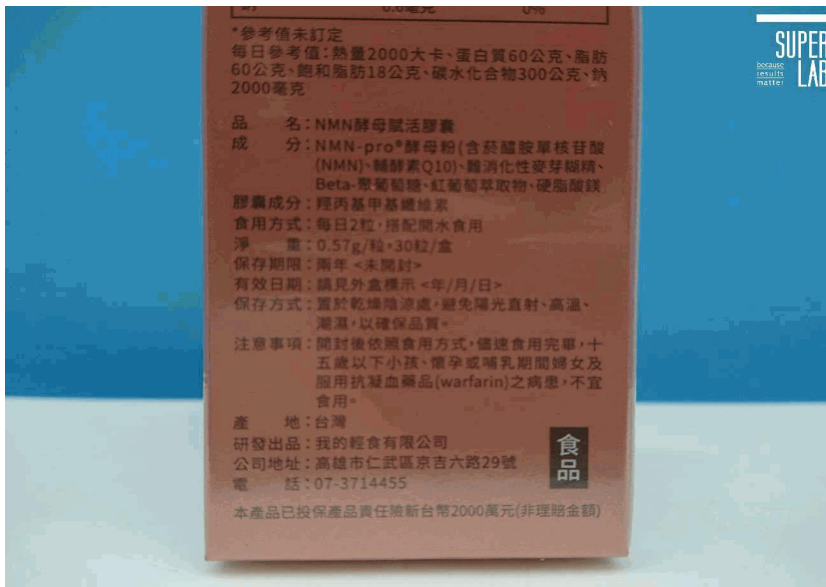 鈉 0.0毫克 0%
*參考值未訂定
每日參考值:熱量2000大卡、蛋白質60公克、脂肪
60公克、飽和脂肪18公克、碳水化合物300公克、鈉
2000毫克
品 名:NMN酵母賦活膠囊
成 分:NMN-pro®酵母粉(含菸醯胺單核苷酸
(NMN)、輔酵素Q10)、難消化性麥芽糊精、
Beta-聚葡萄糖、紅葡萄萃取物、硬脂酸鎂
膠囊成分:羥丙基甲基纖維素
食用方式:每日2粒,搭配開水食用
淨 重:0.57g/粒,30粒/盒
保存期限:兩年 <未開封>
有效日期:請見外盒標示 <年/月/日>
保存方式:置於乾燥陰涼處,避免陽光直射、高溫、
潮濕,以確保品質。
注意事項:開封後依照食用方式,儘速食用完畢,十
五歲以下小孩、懷孕或哺乳期間婦女及
服用抗凝血藥品(warfarin)之病患,不宜
食用。
產 地:台灣
研發出品:我的輕食有限公司
公司地址:高雄市仁武區京吉六路29號
電 話:07-3714455
食品
本產品已投保產品責任險新台幣2000萬元(非理賠金額)
SUPER
LAB
because
results
matter